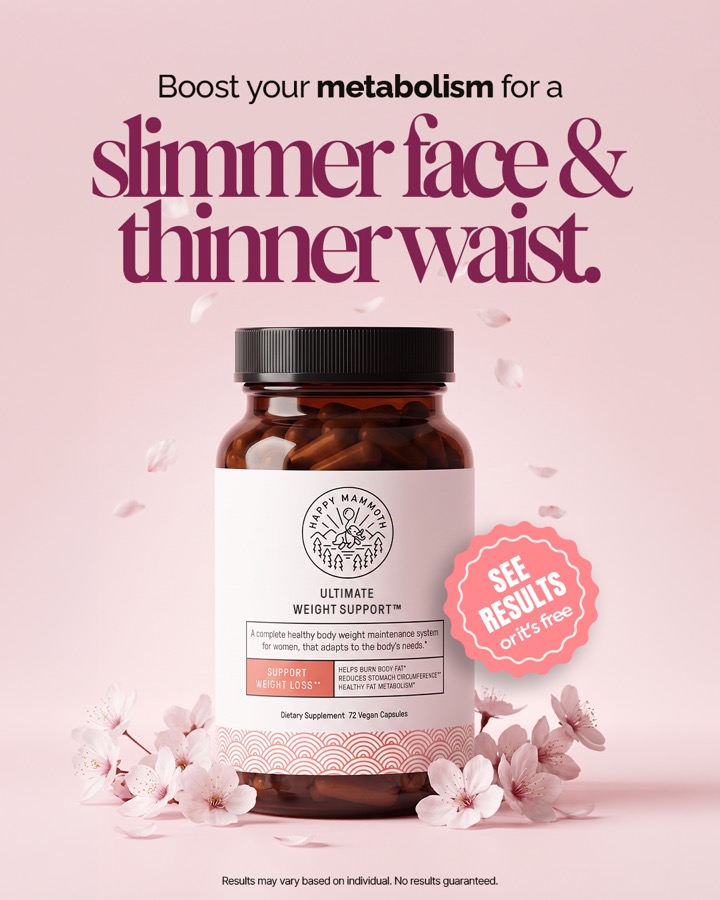 Boost your metabolism for a
slimmer face &
thinner waist.
HAPPY MAMMOTH
ULTIMATE
WEIGHT SUPPORT™
A complete healthy body weight maintenance system
for women, that adapts to the body's needs.*
SUPPORT
WEIGHT LOSS**
HELPS BURN BODY FAT*
REDUCES STOMACH CIRCUMFERENCE**
HEALTHY FAT METABOLISM*
Dietary Supplement 72 Vegan Capsules
SEE
RESULTS
or it's free
Results may vary based on individual. No results guaranteed.